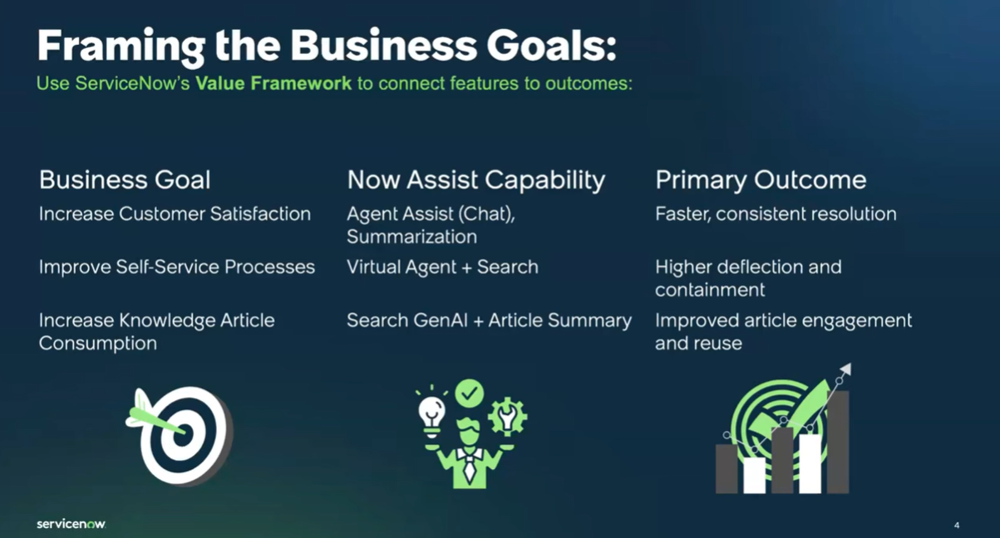 Framing the Business Goals:
Use ServiceNow's Value Framework to connect features to outcomes:
Business Goal
Now Assist Capability
Primary Outcome
Increase Customer Satisfaction
Agent Assist (Chat),
Summarization
Faster, consistent resolution
Improve Self-Service Processes
Virtual Agent + Search
Higher deflection and
containment
Increase Knowledge Article
Consumption
Search GenAI + Article Summary
Improved article engagement
and reuse
servicenow.
4